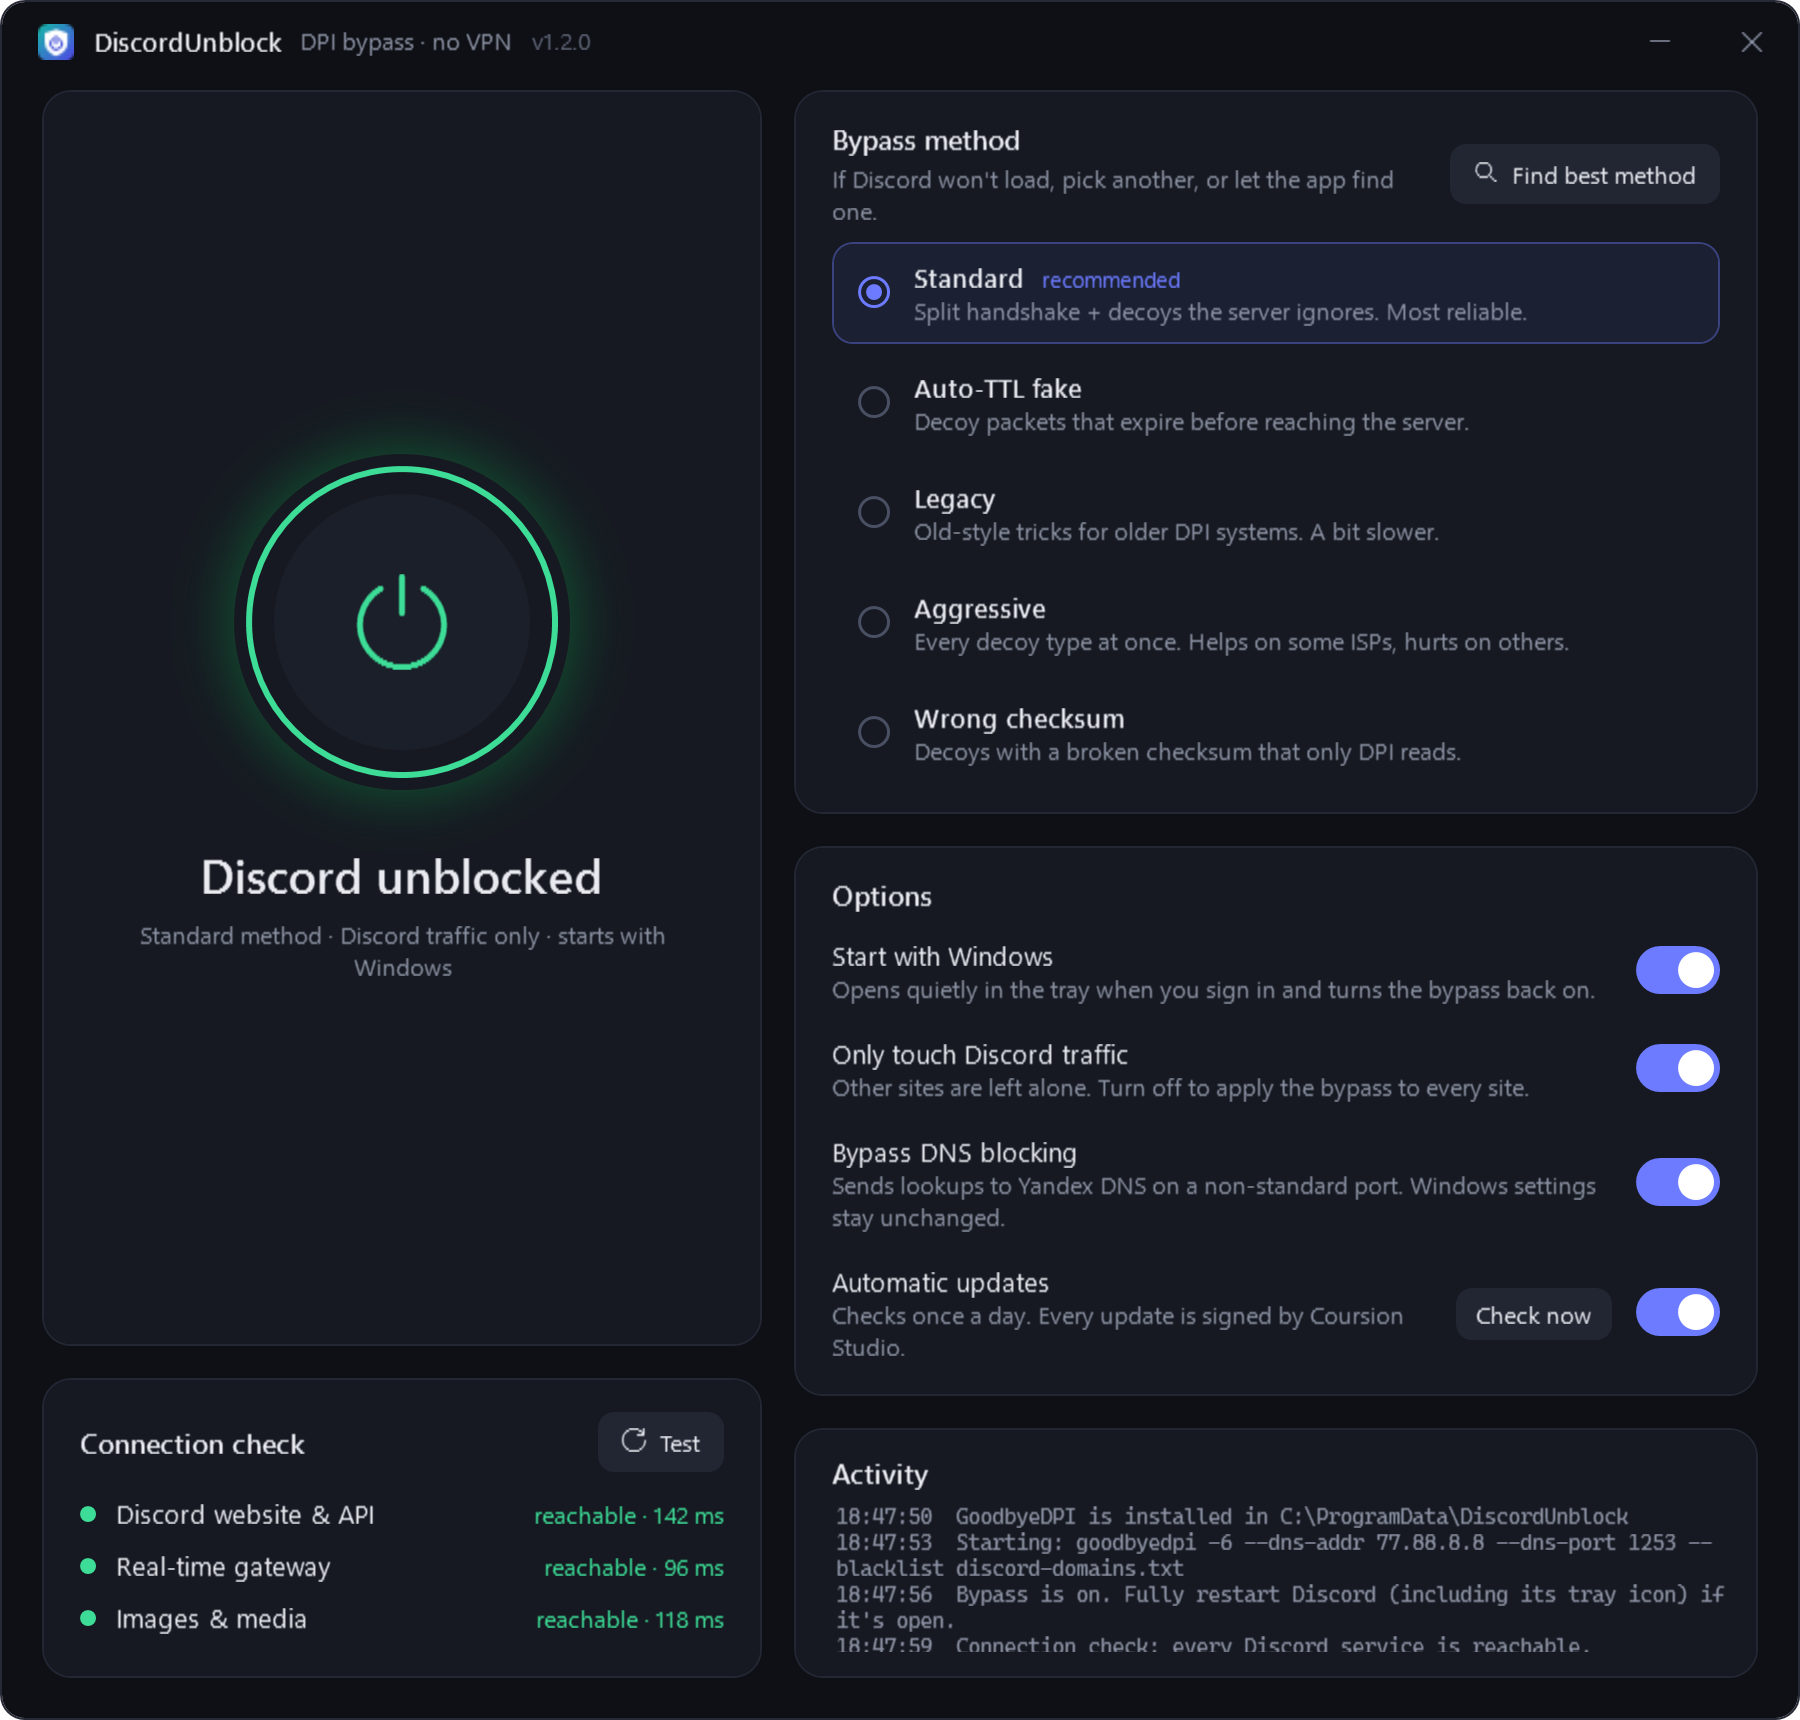 DiscordUnblock DPI bypass · no VPN v1.2.0
Discord unblocked
Standard method · Discord traffic only · starts with
Windows
Connection check
Test
Discord website & API reachable · 142 ms
Real-time gateway reachable · 96 ms
Images & media reachable · 118 ms
Bypass method
If Discord won't load, pick another, or let the app find
one.
Find best method
Standard recommended
Split handshake + decoys the server ignores. Most reliable.
Auto-TTL fake
Decoy packets that expire before reaching the server.
Legacy
Old-style tricks for older DPI systems. A bit slower.
Aggressive
Every decoy type at once. Helps on some ISPs, hurts on others.
Wrong checksum
Decoys with a broken checksum that only DPI reads.
Options
Start with Windows
Opens quietly in the tray when you sign in and turns the bypass back on.
Only touch Discord traffic
Other sites are left alone. Turn off to apply the bypass to every site.
Bypass DNS blocking
Sends lookups to Yandex DNS on a non-standard port. Windows settings
stay unchanged.
Automatic updates
Checks once a day. Every update is signed by Coursion
Studio.
Check now
Activity
18:47:50 GoodbyeDPI is installed in C:\ProgramData\DiscordUnblock
18:47:53 Starting: goodbyedpi -6 --dns-addr 77.88.8.8 --dns-port 1253 --
blacklist discord-domains.txt
18:47:56 Bypass is on. Fully restart Discord (including its tray icon) if
it's open.
18:47:59 Connection check: every Discord service is reachable.